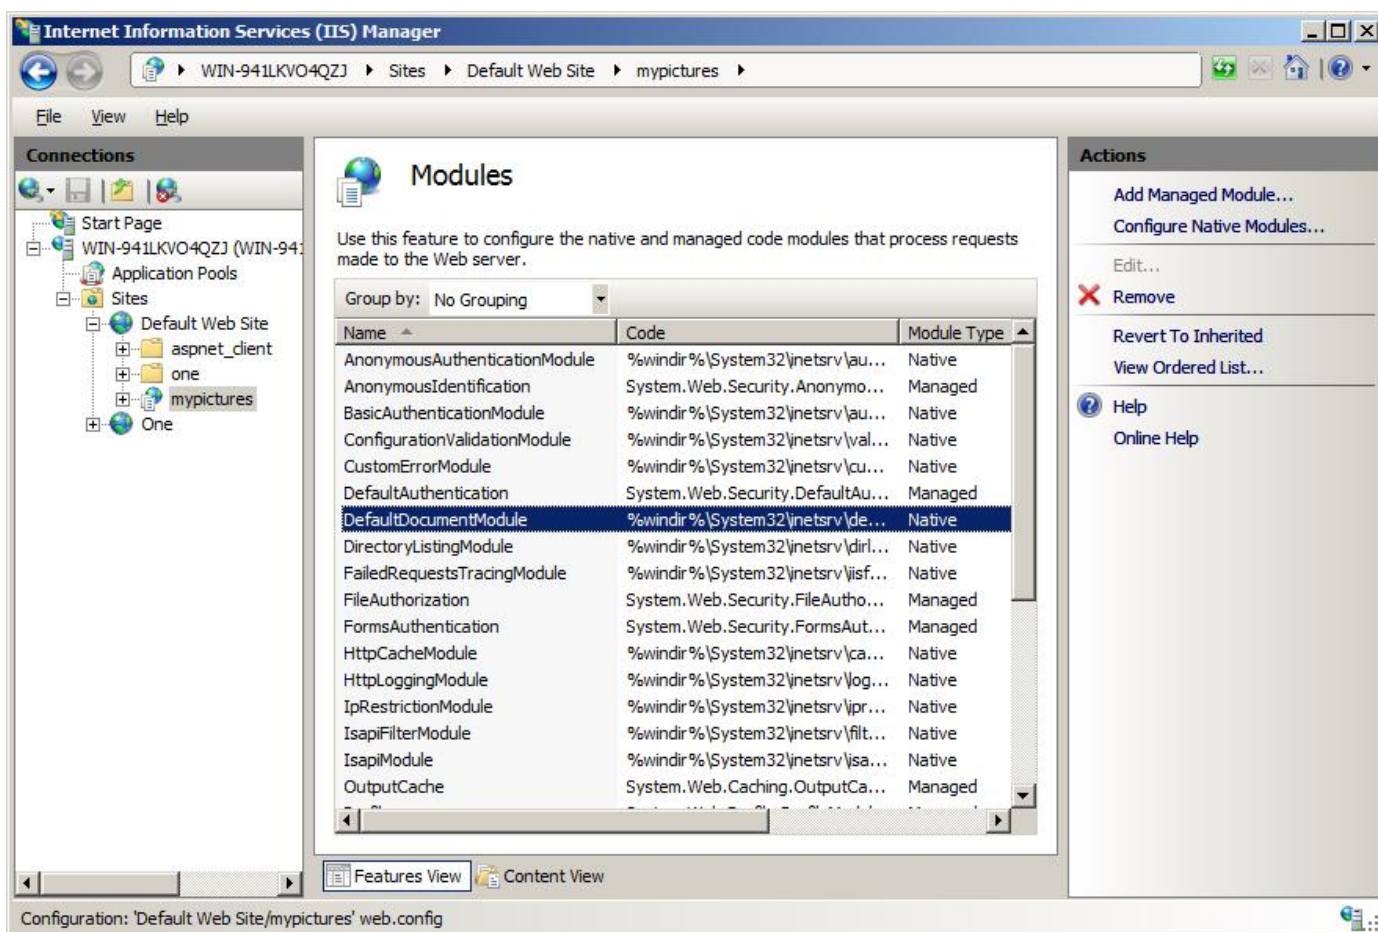 Internet Information Services (IIS) Manager
WIN-941LKVO4QZJ Sites Default Web Site mypictures
File View Help
Connections
Start Page
WIN-941LKVO4QZJ (WIN-941
Application Pools
Sites
Default Web Site
aspnet_client
one
mypictures
One
Modules
Use this feature to configure the native and managed code modules that process requests
made to the Web server.
Group by: No Grouping
Name Code Module Type
AnonymousAuthenticationModule %windir%\System32\inetsrv\au... Native
AnonymousIdentification System.Web.Security.Anonymo... Managed
BasicAuthenticationModule %windir%\System32\inetsrv\au... Native
ConfigurationValidationModule %windir%\System32\inetsrv\val... Native
CustomErrorModule %windir%\System32\inetsrv\cu... Native
DefaultAuthentication System.Web.Security.DefaultAu... Managed
DefaultDocumentModule %windir%\System32\inetsrv\de... Native
DirectoryListingModule %windir%\System32\inetsrv\dirl... Native
FailedRequestsTracingModule %windir%\System32\inetsrv\iisf... Native
FileAuthorization System.Web.Security.FileAutho... Managed
FormsAuthentication System.Web.Security.FormsAut... Managed
HttpCacheModule %windir%\System32\inetsrv\ca... Native
HttpLoggingModule %windir%\System32\inetsrv\log... Native
IpRestrictionModule %windir%\System32\inetsrv\ipr... Native
IsapiFilterModule %windir%\System32\inetsrv\filt... Native
IsapiModule %windir%\System32\inetsrv\isa... Native
OutputCache System.Web.Caching.OutputCa... Managed
Features View Content View
Actions
Add Managed Module...
Configure Native Modules...
Edit...
Remove
Revert To Inherited
View Ordered List...
Help
Online Help
Configuration: 'Default Web Site/mypictures' web.config